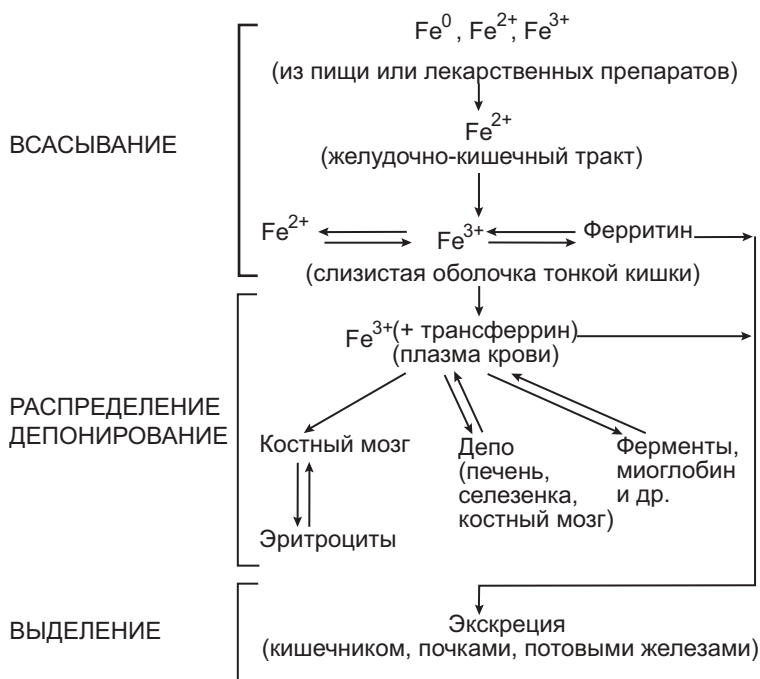 Fe⁰, Fe²⁺, Fe³⁺
(из пищи или лекарственных препаратов)
ВСАСЫВАНИЕ
Fe²⁺
(желудочно-кишечный тракт)
Fe²⁺ Fe³⁺ Ферритин
(слизистая оболочка тонкой кишки)
Fe³⁺(+ трансферрин)
(плазма крови)
РАСПРЕДЕЛЕНИЕ
ДЕПОНИРОВАНИЕ
Костный мозг
Эритроциты
Депо
(печень,
селезенка,
костный мозг)
Ферменты,
миоглобин
и др.
ВЫДЕЛЕНИЕ
Экскреция
(кишечником, почками, потовыми железами)